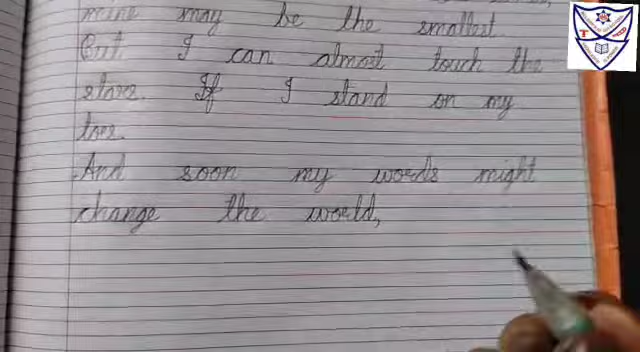 mine may be the smallest
But I can almost touch the
stars. If I stand on my
toes.
And soon my words might
change the world,